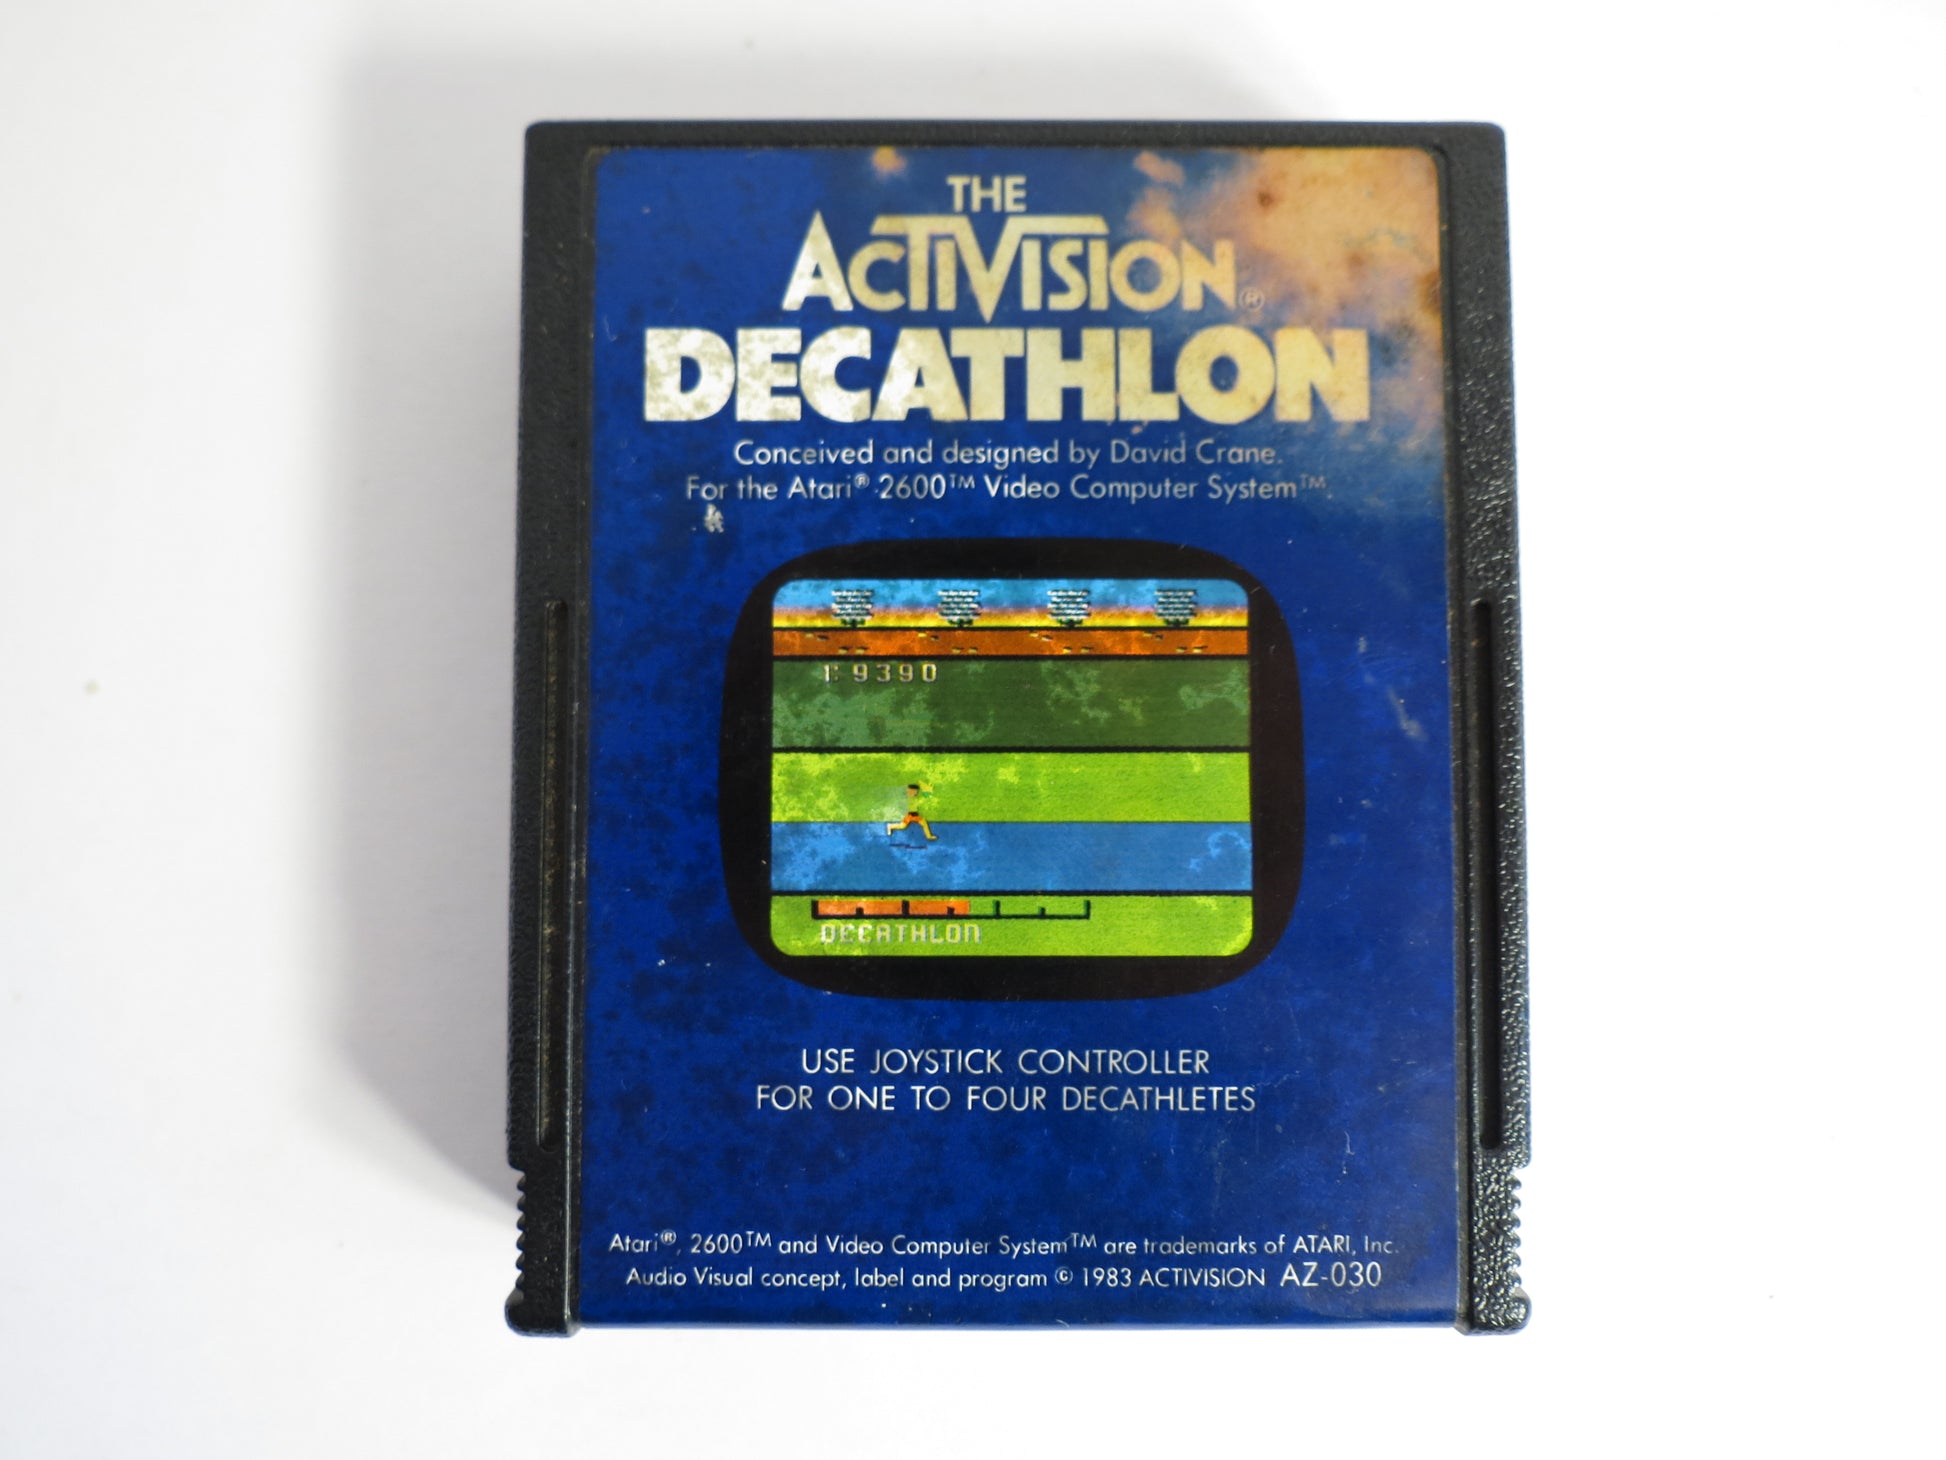 THE
ACTIVISION®
DECATHLON
Conceived and designed by David Crane.
For the Atari® 2600™ Video Computer System™.
1: 9390
DECATHLON
USE JOYSTICK CONTROLLER
FOR ONE TO FOUR DECATHLETES
Atari®, 2600™ and Video Computer System™ are trademarks of ATARI, Inc.
Audio Visual concept, label and program © 1983 ACTIVISION AZ-030